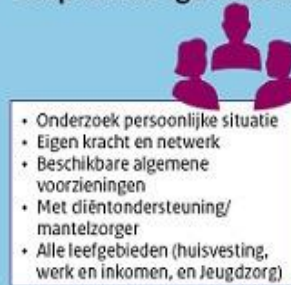 • Onderzoek persoonlijke situatie
• Eigen kracht en netwerk
• Beschikbare algemene
voorzieningen
• Met cliëntondersteuning/
mantelzorger
• Alle leefgebieden (huisvesting,
werk en inkomen, en Jeugdzorg)